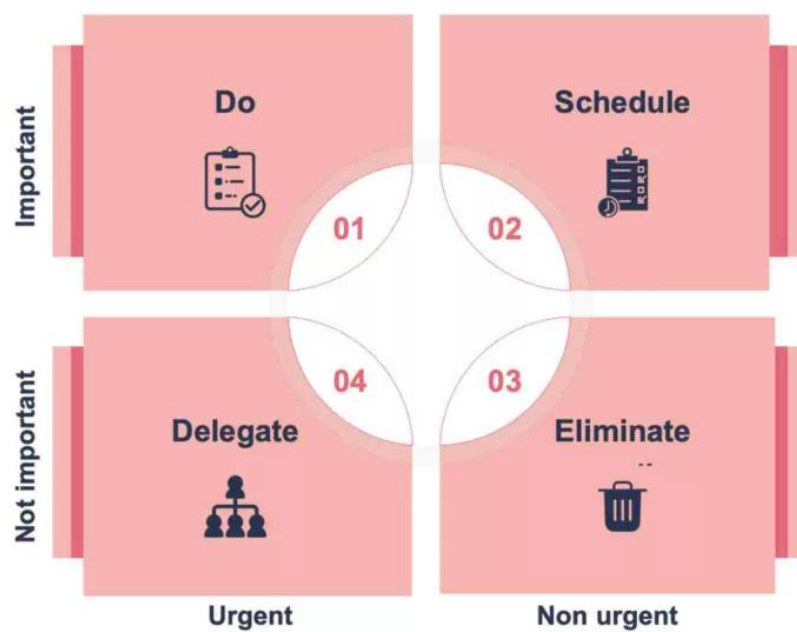 Important
Do
01
Schedule
02
Not important
Delegate
04
Eliminate
03
Urgent
Non urgent